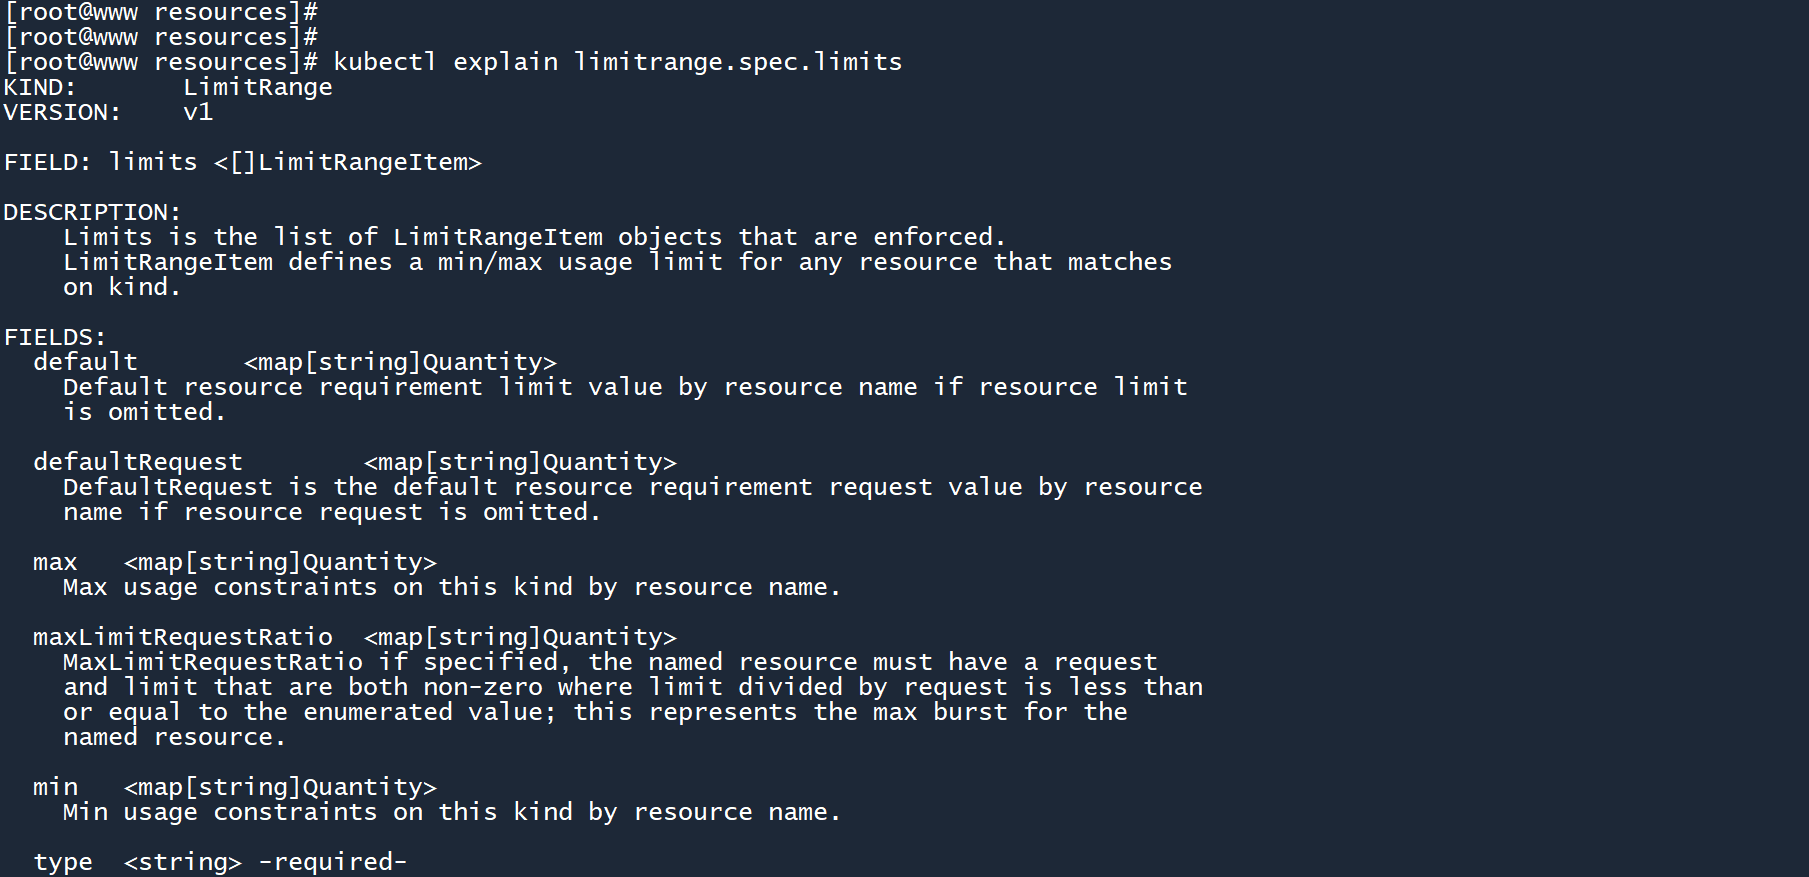 [root@www resources]#
[root@www resources]#
[root@www resources]# kubectl explain limitrange.spec.limits
KIND:       LimitRange
VERSION:    v1

FIELD: limits <[]LimitRangeItem>

DESCRIPTION:
    Limits is the list of LimitRangeItem objects that are enforced.
    LimitRangeItem defines a min/max usage limit for any resource that matches
    on kind.

FIELDS:
  default       <map[string]Quantity>
    Default resource requirement limit value by resource name if resource limit
    is omitted.

  defaultRequest        <map[string]Quantity>
    DefaultRequest is the default resource requirement request value by resource
    name if resource request is omitted.

  max   <map[string]Quantity>
    Max usage constraints on this kind by resource name.

  maxLimitRequestRatio  <map[string]Quantity>
    MaxLimitRequestRatio if specified, the named resource must have a request
    and limit that are both non-zero where limit divided by request is less than
    or equal to the enumerated value; this represents the max burst for the
    named resource.

  min   <map[string]Quantity>
    Min usage constraints on this kind by resource name.

  type  <string> -required-